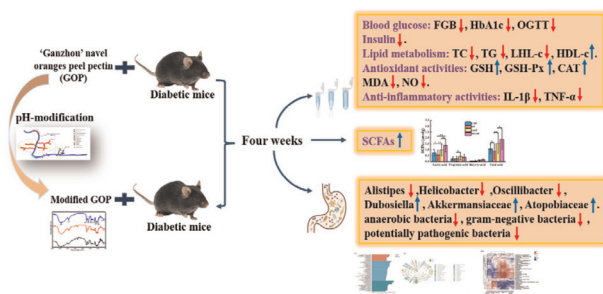 'Ganzhou' novel
oranges peel pectin
(GOP)
Diabetic mice
pH-modification
Modified GOP
Diabetic mice
Four weeks
Blood glucose: FGB↓, HbA1c↓, OGTT↓
Insulin↓.
Lipid metabolism: TC↓, TG↓, LHL-c↓, HDL-c↑.
Antioxidant activities: GSH↑, GSH-Px↑, CAT↑
MDA↓, NO↓.
Anti-inflammatory activities: IL-1β↓, TNF-α↓
SCFAs↑
Alistipes↓,Helicobacter↓,Oscillibacter↓,
Dubosiella↑, Akkermansiaceae↑, Atopobiaceae↑.
anaerobic bacteria↓, gram-negative bacteria↓,
potentially pathogenic bacteria↓